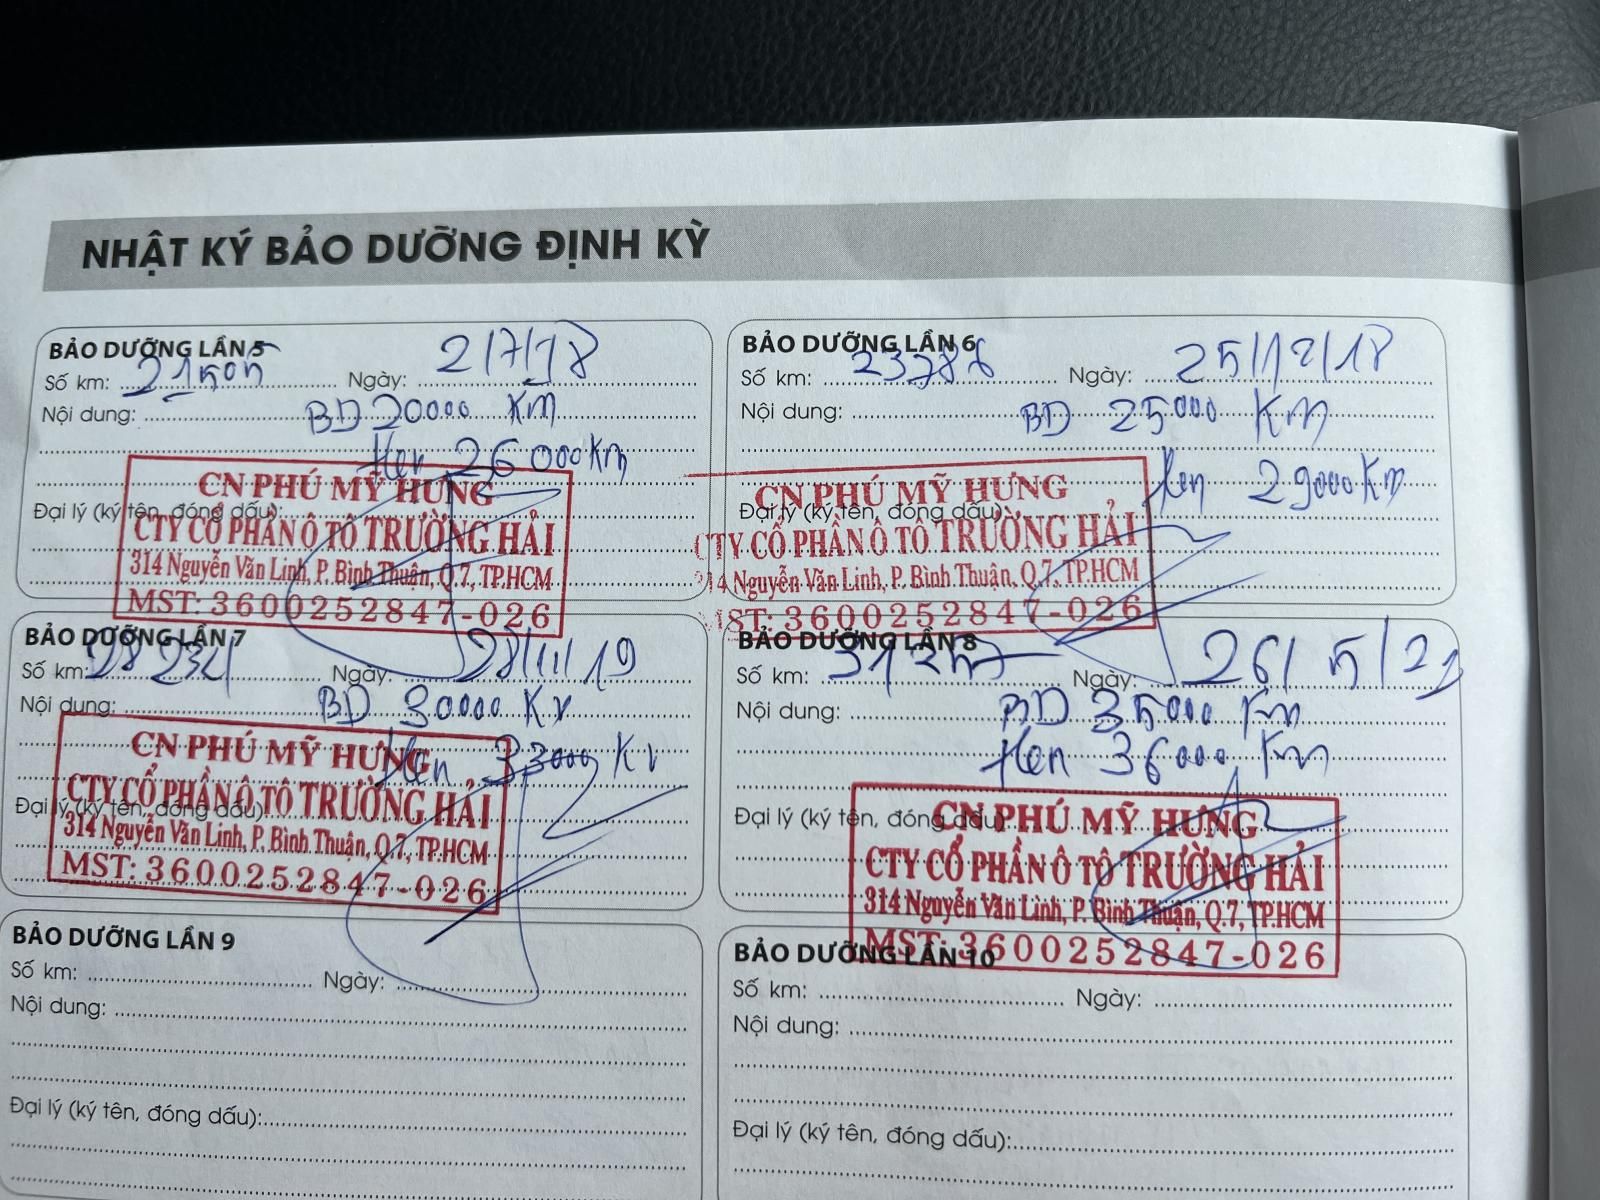 NHẬT KÝ BẢO DƯỠNG ĐỊNH KỲ
BẢO DƯỠNG LẦN 5
Số km: 21505 Ngày: 2/7/18
Nội dung: BD 20000 KM
Hẹn 26000 Km
Đại lý (ký tên, đóng dấu):
CN PHÚ MỸ HƯNG
CTY CỔ PHẦN Ô TÔ TRƯỜNG HẢI
314 Nguyễn Văn Linh, P. Bình Thuận, Q.7, TP.HCM
MST: 3600252847-026
BẢO DƯỠNG LẦN 6
Số km: 23786 Ngày: 25/12/18
Nội dung: BD 25000 Km
Hẹn 29000 Km
Đại lý (ký tên, đóng dấu):
CN PHÚ MỸ HƯNG
CTY CỔ PHẦN Ô TÔ TRƯỜNG HẢI
314 Nguyễn Văn Linh, P. Bình Thuận, Q.7, TP.HCM
MST: 3600252847-026
BẢO DƯỠNG LẦN 7
Số km: Ngày: 28/11/19
Nội dung: BD 30000 Km
Hẹn 33000 Km
Đại lý (ký tên, đóng dấu):
CN PHÚ MỸ HƯNG
CTY CỔ PHẦN Ô TÔ TRƯỜNG HẢI
314 Nguyễn Văn Linh, P. Bình Thuận, Q.7, TP.HCM
MST: 3600252847-026
BẢO DƯỠNG LẦN 8
Số km: Ngày: 26/5/21
Nội dung: BD 35000 Km
Hẹn 36000 Km
Đại lý (ký tên, đóng dấu):
CN PHÚ MỸ HƯNG
CTY CỔ PHẦN Ô TÔ TRƯỜNG HẢI
314 Nguyễn Văn Linh, P. Bình Thuận, Q.7, TP.HCM
MST: 3600252847-026
BẢO DƯỠNG LẦN 9
Số km: Ngày:
Nội dung:
Đại lý (ký tên, đóng dấu):
BẢO DƯỠNG LẦN 10
Số km: Ngày:
Nội dung:
Đại lý (ký tên, đóng dấu):